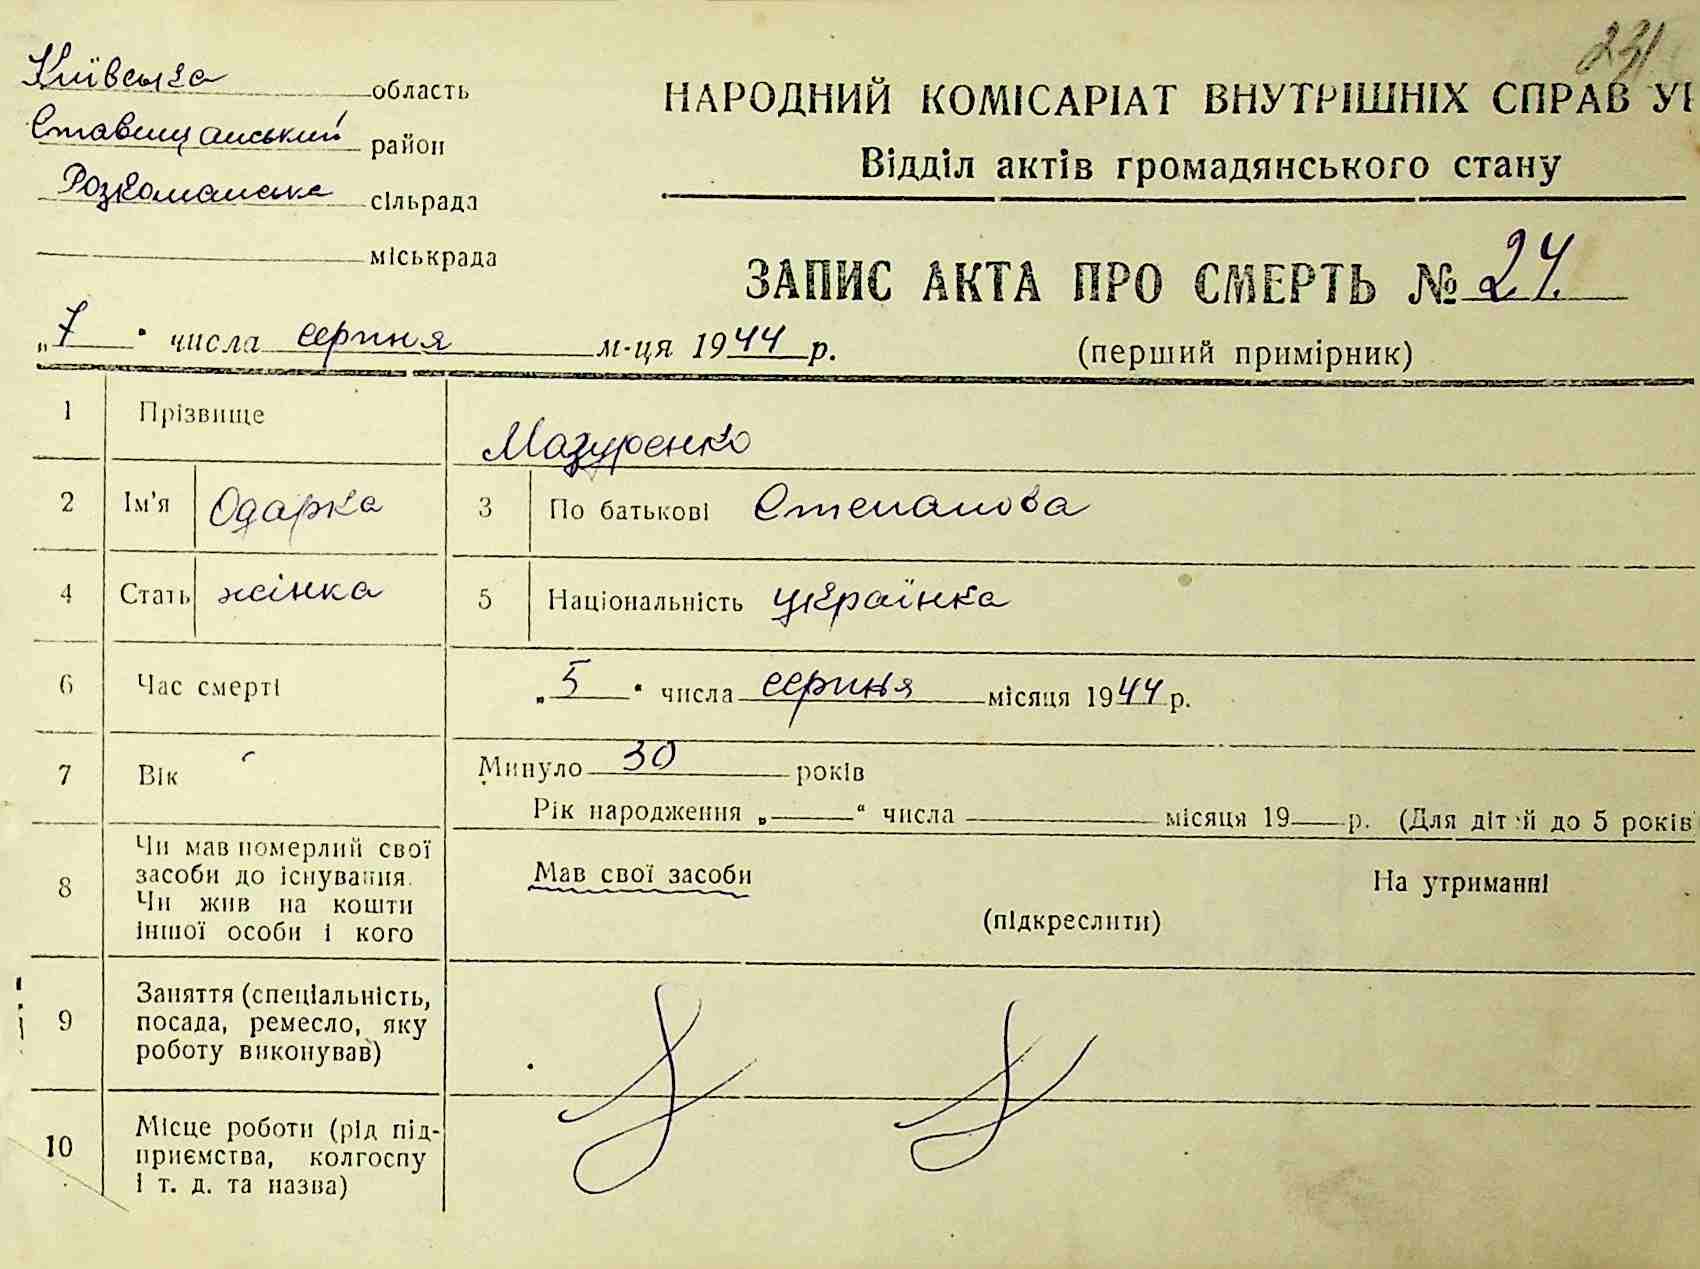 231
Київська область
Ставищанський район
Розкошанська сільрада
міськрада
НАРОДНИЙ КОМІСАРІАТ ВНУТРІШНІХ СПРАВ
Відділ актів громадянського стану
ЗАПИС АКТА ПРО СМЕРТЬ № 24.
„7“ числа серпня м-ця 1944 р.
(перший примірник)
1 Прізвище Мазуренко
2 Ім'я Одарка 3 По батькові Степанова
4 Стать жінка 5 Національність українка
6 Час смерті „5“ числа серпня місяця 1944 р.
7 Вік Минуло 30 років
Рік народження „ “ числа місяця 19 р. (Для дітей до 5 років
8 Чи мав померлий свої
засоби до існування.
Чи жив на кошти
іншої особи і кого
Мав свої засоби На утриманні
(підкреслити)
9 Заняття (спеціальність,
посада, ремесло, яку
роботу виконував)
10 Місце роботи (рід під-
приємства, колгоспу
і т. д. та назва)